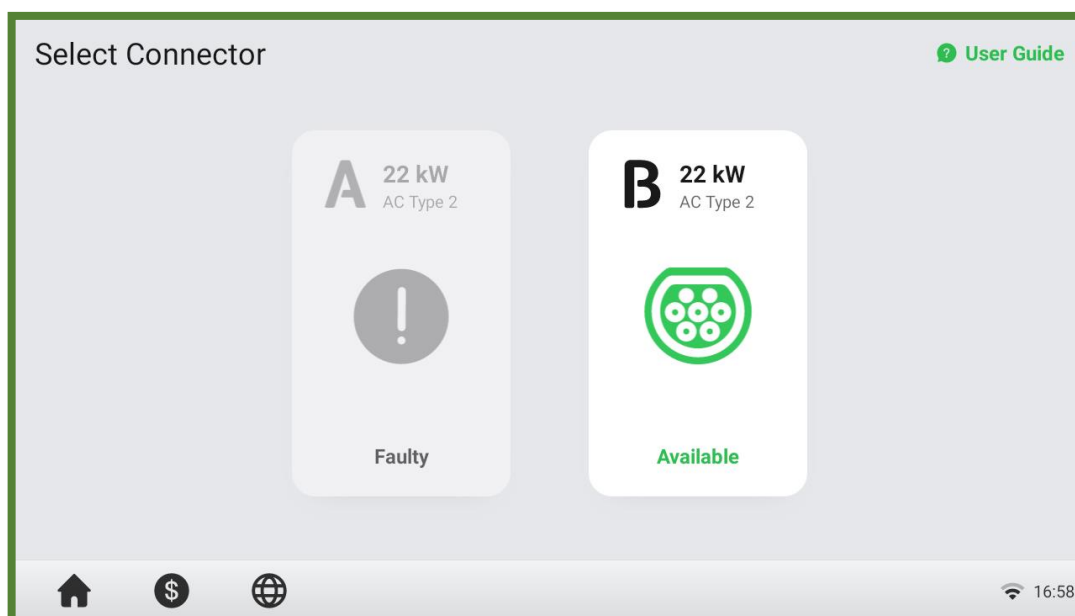 Select Connector
? User Guide
A 22 kW
AC Type 2
!
Faulty
B 22 kW
AC Type 2
Available
$
16:58